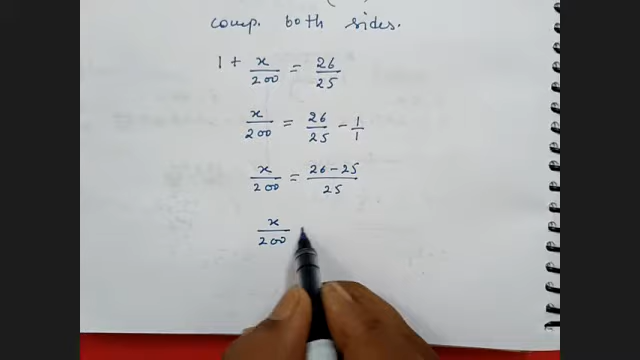 comp. both sides.
1 + x/200 = 26/25
x/200 = 26/25 - 1/1
x/200 = 26-25/25
x/200